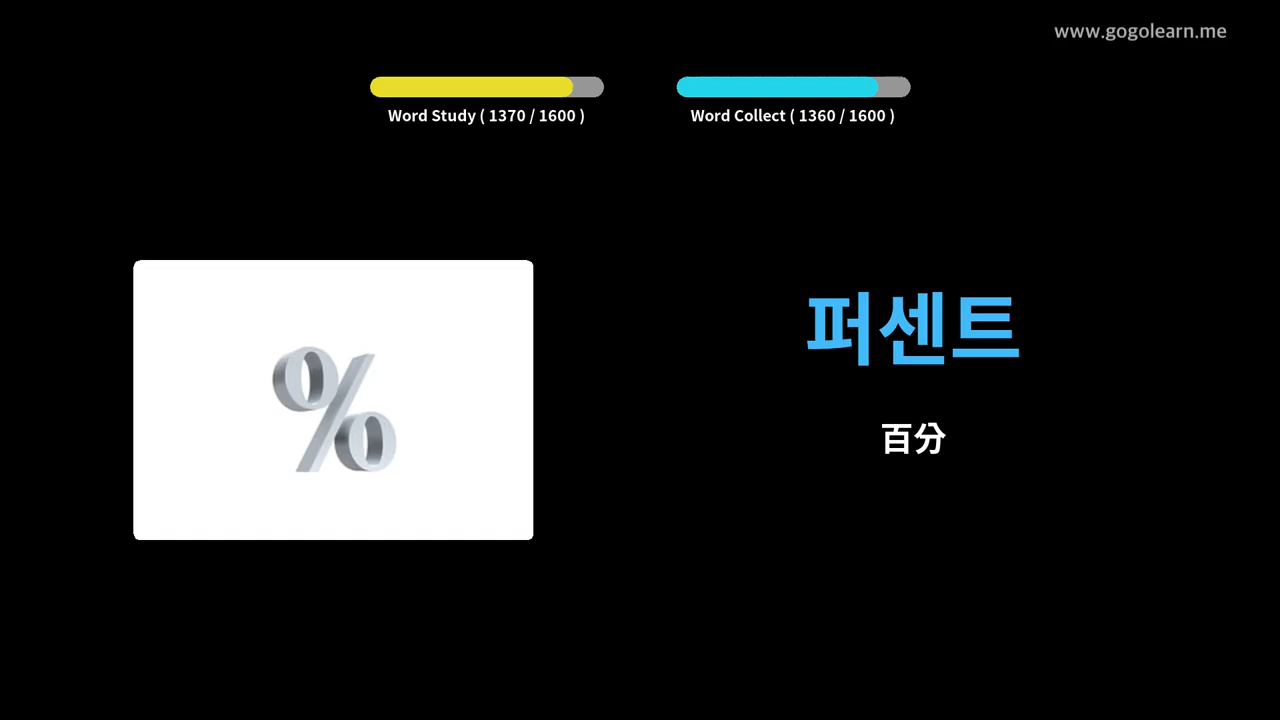 www.gogolearn.me
Word Study ( 1370 / 1600 )
Word Collect ( 1360 / 1600 )
%
퍼센트
百分